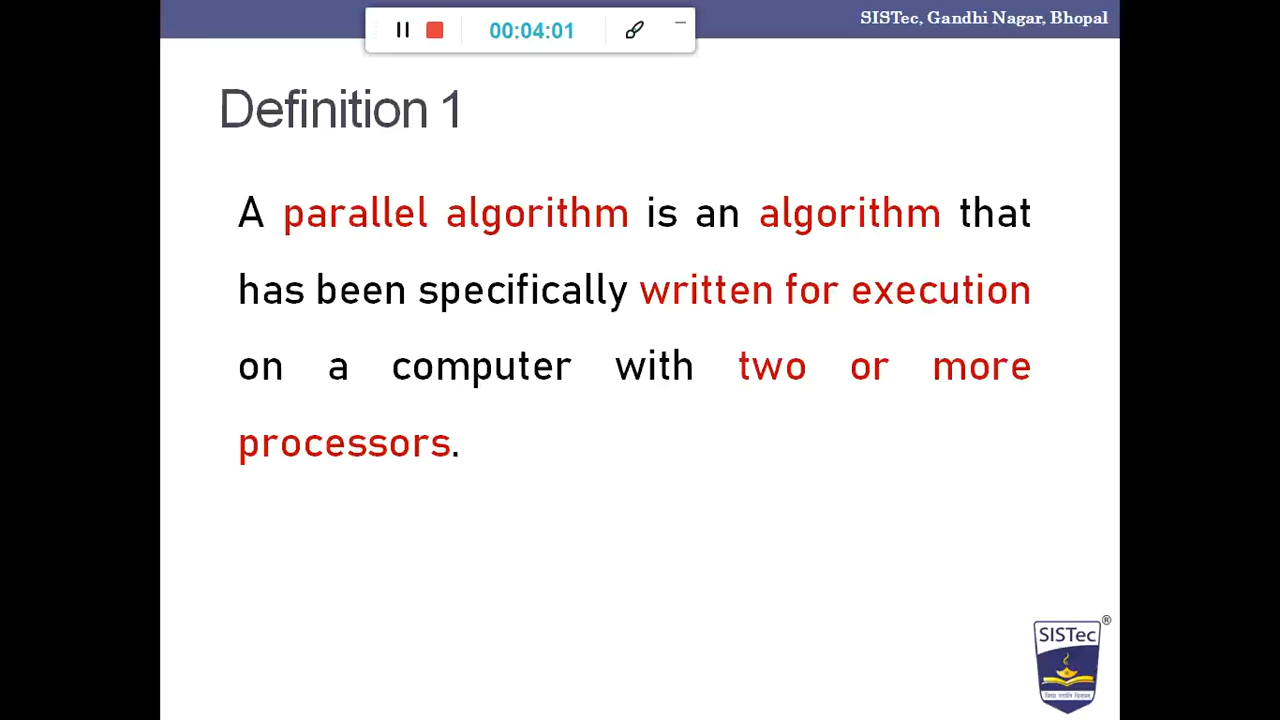 SISTec, Gandhi Nagar, Bhopal
00:04:01
Definition 1
A parallel algorithm is an algorithm that
has been specifically written for execution
on a computer with two or more
processors.
SISTec ®